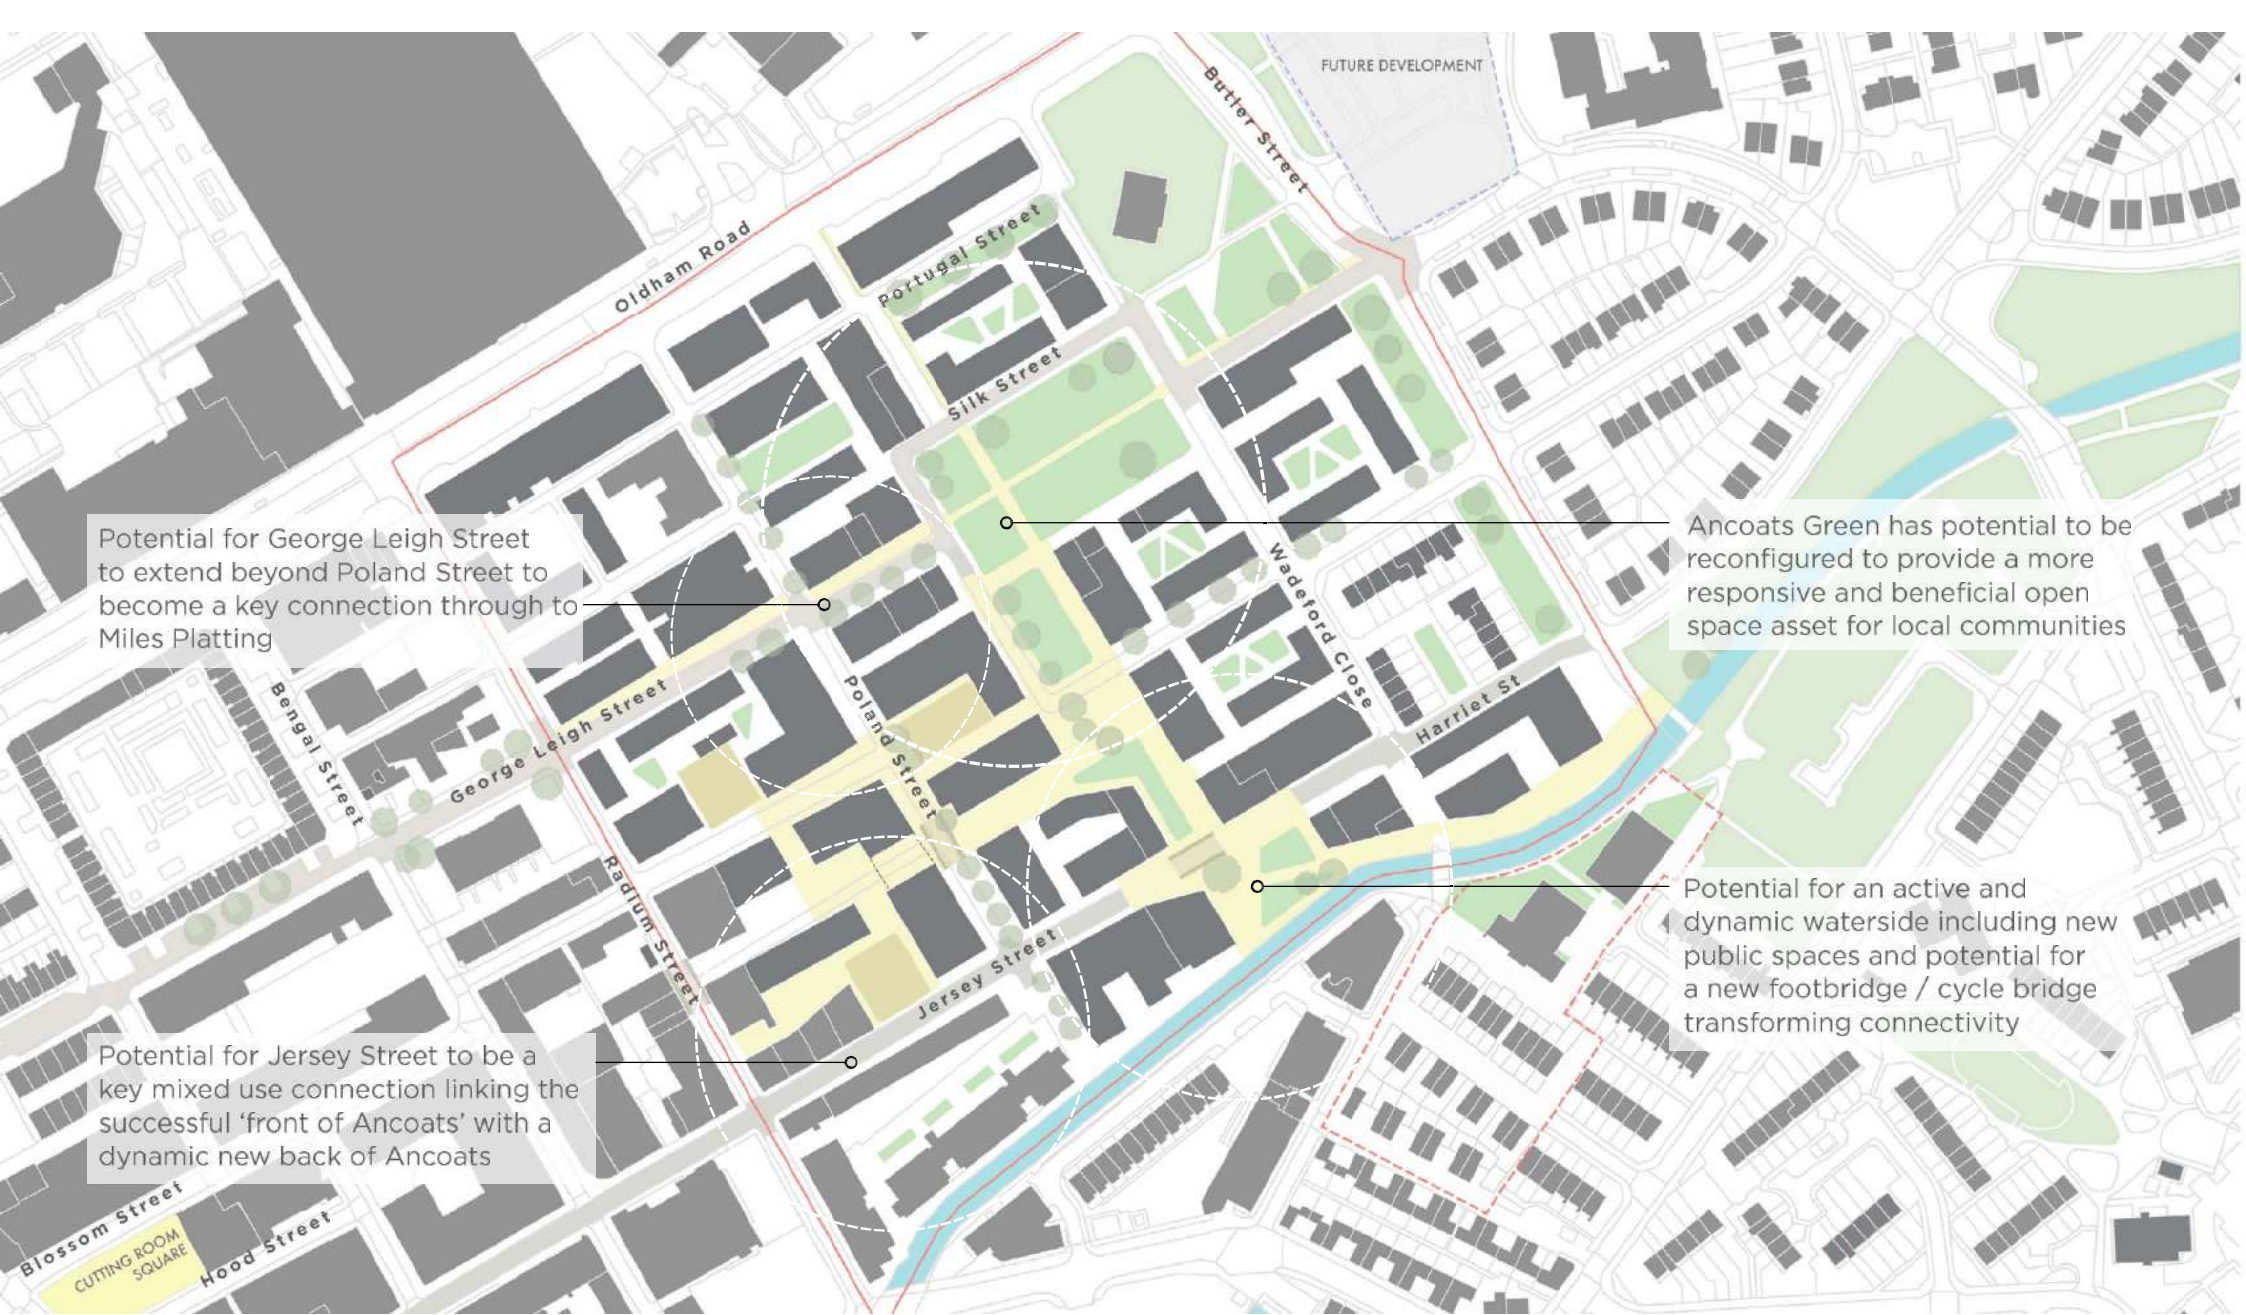 FUTURE DEVELOPMENT
Butler Street
Oldham Road
Portugal Street
Silk Street
Potential for George Leigh Street
to extend beyond Poland Street to
become a key connection through to
Miles Platting
Ancoats Green has potential to be
reconfigured to provide a more
responsive and beneficial open
space asset for local communities
Wadeford Close
Bengal Street
George Leigh Street
Poland Street
Harriet St
Radium Street
Jersey Street
Potential for an active and
dynamic waterside including new
public spaces and potential for
a new footbridge / cycle bridge
transforming connectivity
Potential for Jersey Street to be a
key mixed use connection linking the
successful ‘front of Ancoats’ with a
dynamic new back of Ancoats
Blossom Street
CUTTING ROOM
SQUARE
Hood Street